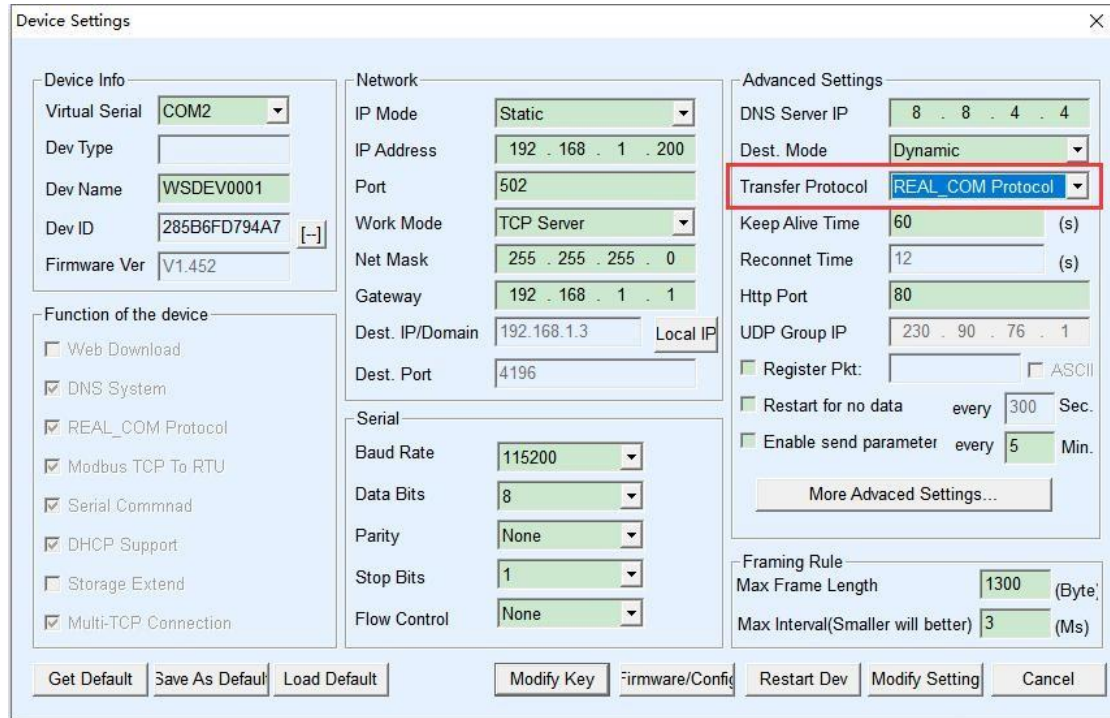 Device Settings
Device Info
Virtual Serial COM2
Dev Type
Dev Name WSDEV0001
Dev ID 285B6FD794A7 [--]
Firmware Ver V1.452
Function of the device
Web Download
DNS System
REAL_COM Protocol
Modbus TCP To RTU
Serial Commnad
DHCP Support
Storage Extend
Multi-TCP Connection
Network
IP Mode Static
IP Address 192 . 168 . 1 . 200
Port 502
Work Mode TCP Server
Net Mask 255 . 255 . 255 . 0
Gateway 192 . 168 . 1 . 1
Dest. IP/Domain 192.168.1.3 Local IP
Dest. Port 4196
Serial
Baud Rate 115200
Data Bits 8
Parity None
Stop Bits 1
Flow Control None
Advanced Settings
DNS Server IP 8 . 8 . 4 . 4
Dest. Mode Dynamic
Transfer Protocol REAL_COM Protocol
Keep Alive Time 60 (s)
Reconnet Time 12 (s)
Http Port 80
UDP Group IP 230 . 90 . 76 . 1
Register Pkt: ASCII
Restart for no data every 300 Sec.
Enable send parameter every 5 Min.
More Advaced Settings...
Framing Rule
Max Frame Length 1300 (Byte)
Max Interval(Smaller will better) 3 (Ms)
Get Default Save As Defaul Load Default Modify Key Firmware/Config Restart Dev Modify Setting Cancel